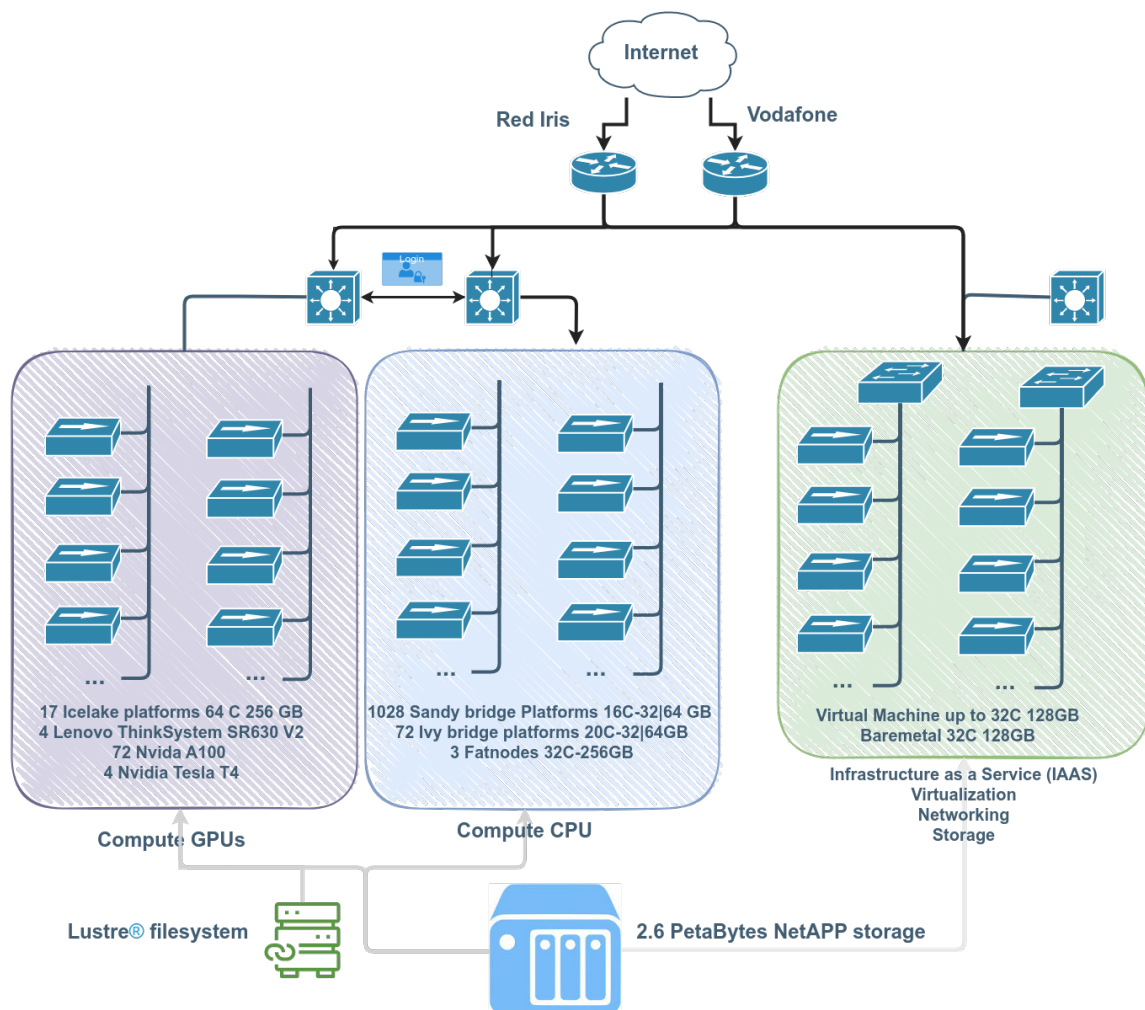 Internet
Red Iris
Vodafone
Login
...
...
...
...
...
...
17 Icelake platforms 64 C 256 GB
4 Lenovo ThinkSystem SR630 V2
72 Nvida A100
4 Nvidia Tesla T4
1028 Sandy bridge Platforms 16C-32|64 GB
72 Ivy bridge platforms 20C-32|64GB
3 Fatnodes 32C-256GB
Virtual Machine up to 32C 128GB
Baremetal 32C 128GB
Infrastructure as a Service (IAAS)
Virtualization
Networking
Storage
Compute GPUs
Compute CPU
Lustre® filesystem
2.6 PetaBytes NetAPP storage